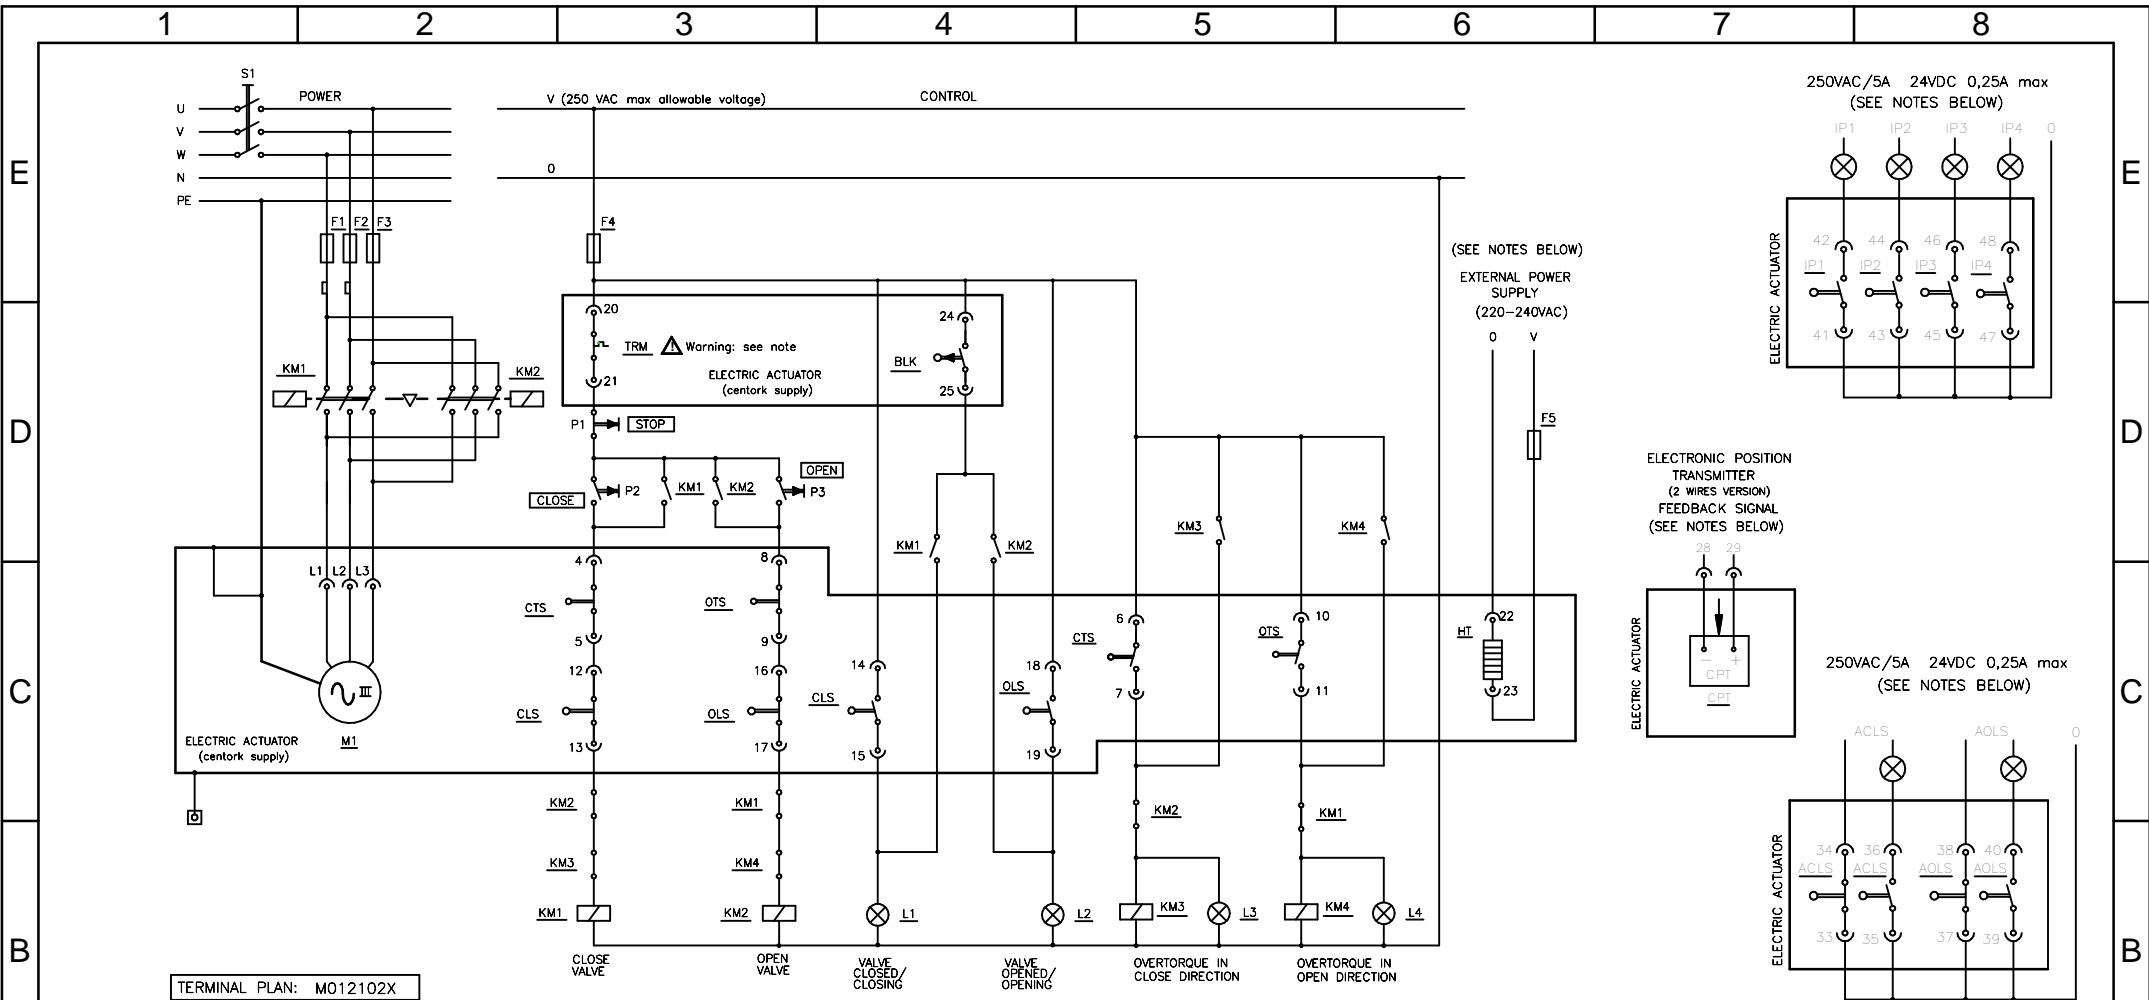 1 2 3 4 5 6 7 8
E
D
C
B
E
D
C
B
S1
POWER
U
V
W
N
PE
V (250 VAC max allowable voltage)
CONTROL
0
F1 F2 F3
F4
KM1
KM2
20
TRM
Warning: see note
21
ELECTRIC ACTUATOR
(centork supply)
24
BLK
25
P1
STOP
CLOSE
P2
KM1
KM2
OPEN
P3
KM1
KM2
KM3
KM4
L1 L2 L3
M1
ELECTRIC ACTUATOR
(centork supply)
4
CTS
5
12
CLS
13
8
OTS
9
16
OLS
17
14
CLS
15
18
OLS
19
6
CTS
7
10
OTS
11
22
HT
23
(SEE NOTES BELOW)
EXTERNAL POWER
SUPPLY
(220-240VAC)
0 V
F5
KM2
KM3
KM1
KM1
KM4
KM2
L1
L2
KM2
KM3
L3
KM1
KM4
L4
CLOSE
VALVE
OPEN
VALVE
VALVE
CLOSED/
CLOSING
VALVE
OPENED/
OPENING
OVERTORQUE IN
CLOSE DIRECTION
OVERTORQUE IN
OPEN DIRECTION
TERMINAL PLAN: M012102X
250VAC/5A 24VDC 0,25A max
(SEE NOTES BELOW)
IP1 IP2 IP3 IP4 0
42 44 46 48
IP1 IP2 IP3 IP4
41 43 45 47
ELECTRIC ACTUATOR
ELECTRONIC POSITION
TRANSMITTER
(2 WIRES VERSION)
FEEDBACK SIGNAL
(SEE NOTES BELOW)
28 29
- +
CPT
CPT
ELECTRIC ACTUATOR
250VAC/5A 24VDC 0,25A max
(SEE NOTES BELOW)
ACLS AOLS 0
34 36 38 40
ACLS ACLS AOLS AOLS
33 35 37 39
ELECTRIC ACTUATOR